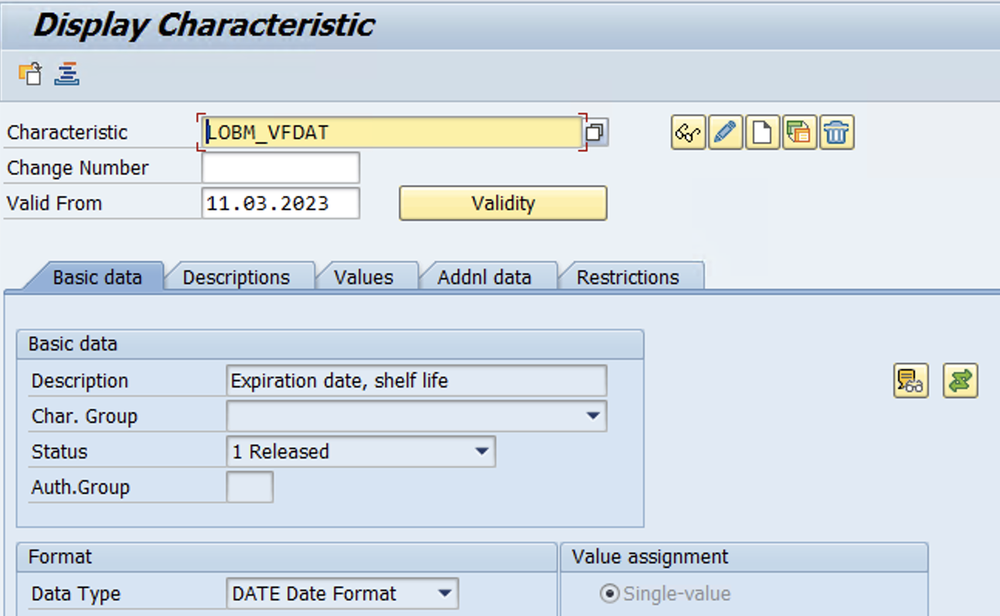 Display Characteristic
Characteristic LOBM_VFDAT
Change Number
Valid From 11.03.2023 Validity
Basic data Descriptions Values Addnl data Restrictions
Basic data
Description Expiration date, shelf life
Char. Group
Status 1 Released
Auth.Group
Format Value assignment
Data Type DATE Date Format Single-value